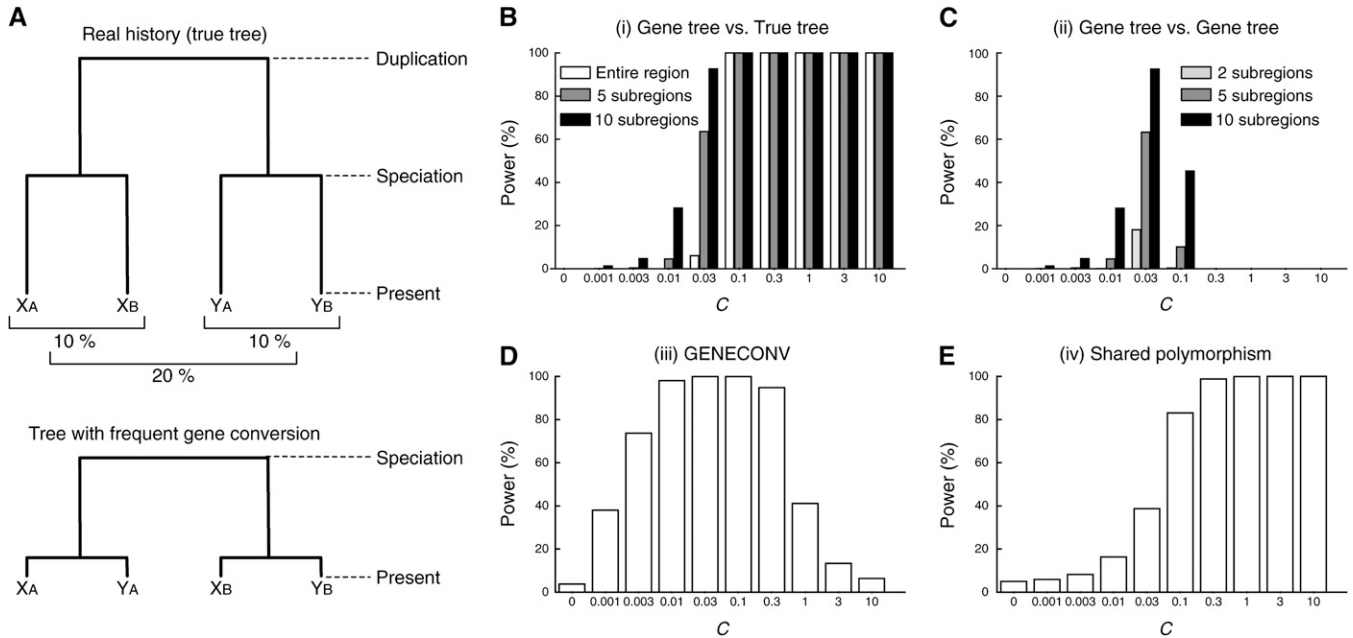 A
Real history (true tree)
Duplication
Speciation
Present
XA XB YA YB
10 % 10 %
20 %
Tree with frequent gene conversion
Speciation
XA YA XB YB
Present
B
(i) Gene tree vs. True tree
Power (%)
100
80
60
40
20
0
Entire region
5 subregions
10 subregions
0 0.001 0.003 0.01 0.03 0.1 0.3 1 3 10
C
C
(ii) Gene tree vs. Gene tree
Power (%)
100
80
60
40
20
0
2 subregions
5 subregions
10 subregions
0 0.001 0.003 0.01 0.03 0.1 0.3 1 3 10
C
D
(iii) GENECONV
Power (%)
100
80
60
40
20
0
0 0.001 0.003 0.01 0.03 0.1 0.3 1 3 10
C
E
(iv) Shared polymorphism
Power (%)
100
80
60
40
20
0
0 0.001 0.003 0.01 0.03 0.1 0.3 1 3 10
C